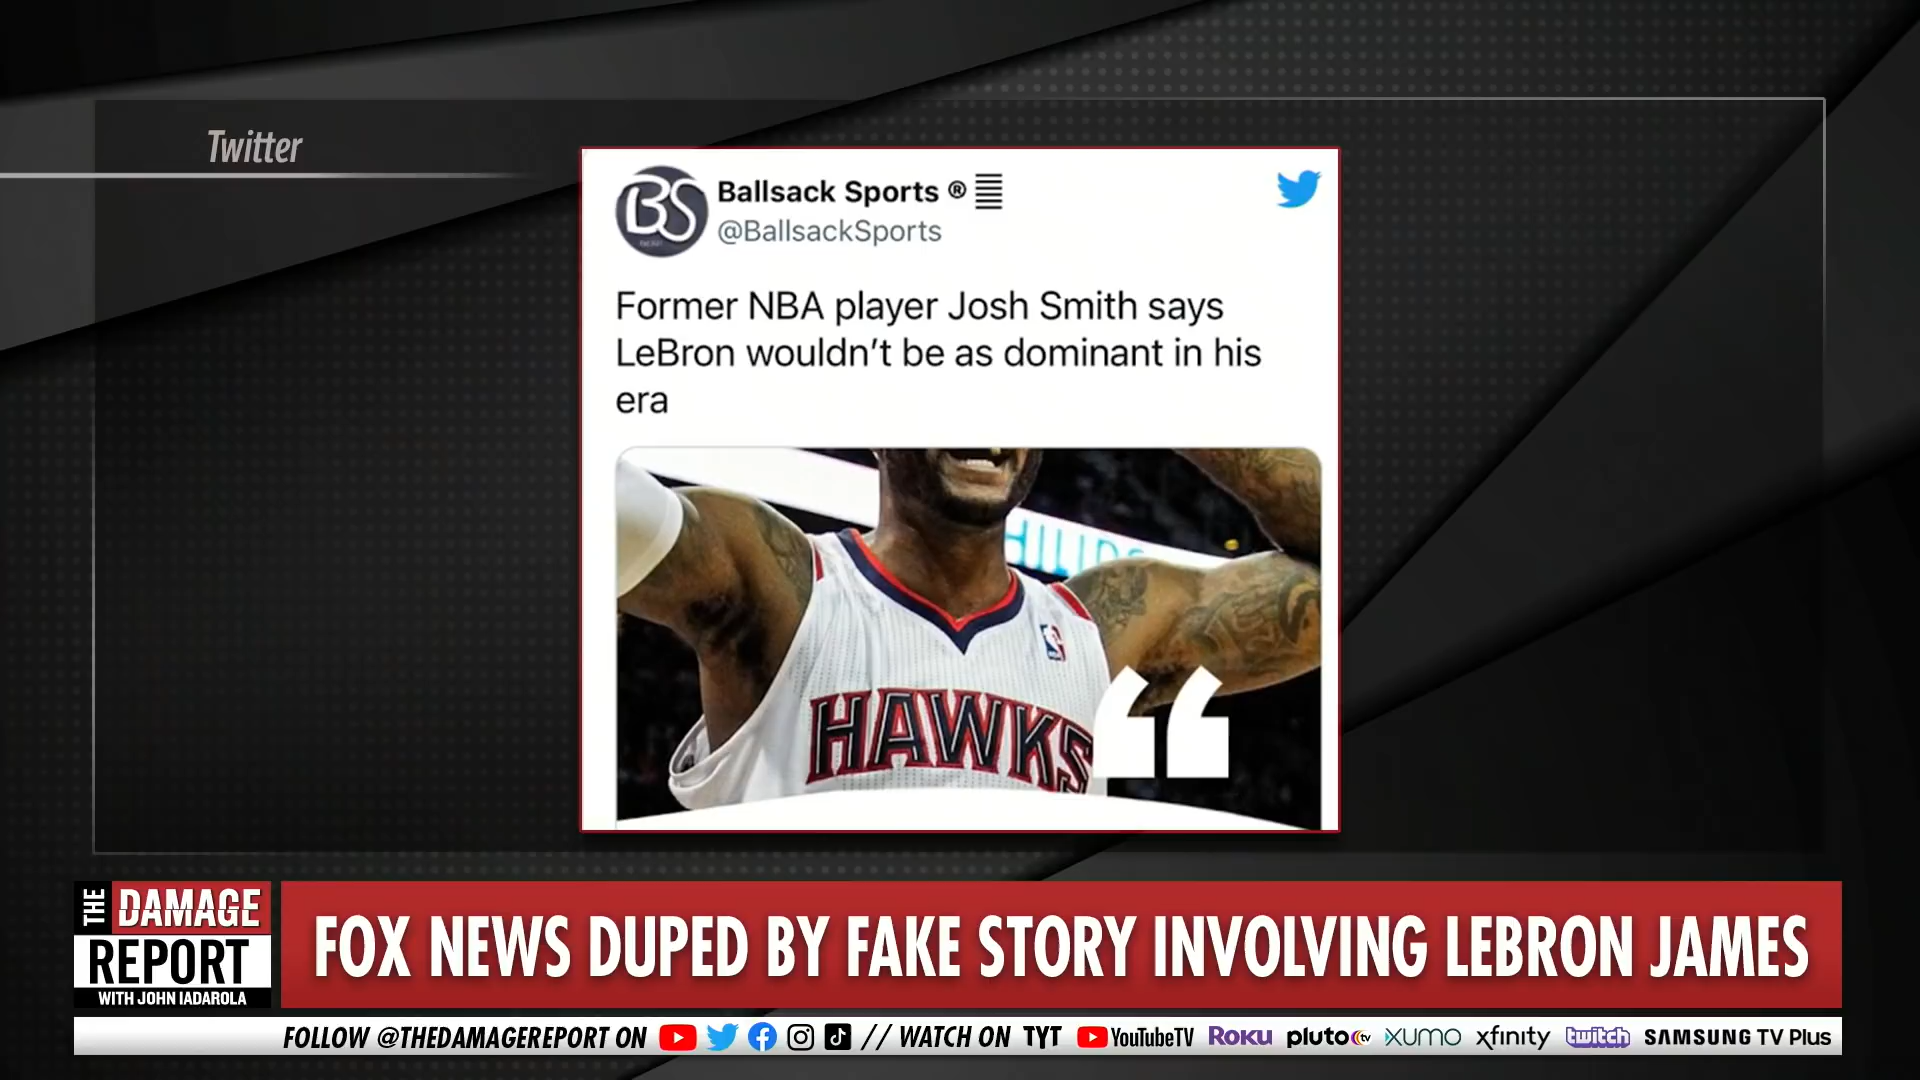 Twitter
BS
Ballsack Sports ®
@BallsackSports
Former NBA player Josh Smith says
LeBron wouldn't be as dominant in his
era
HAWKS
“
THE DAMAGE
REPORT
WITH JOHN IADAROLA
FOX NEWS DUPED BY FAKE STORY INVOLVING LEBRON JAMES
FOLLOW @THEDAMAGEREPORT ON // WATCH ON TYT YouTubeTV ROKU pluto tv XUMO xfinity twitch SAMSUNG TV Plus